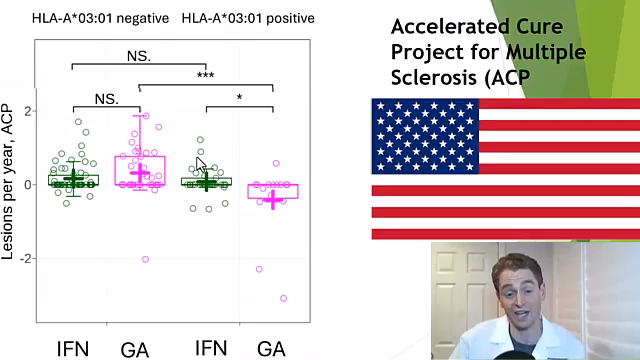 HLA-A*03:01 negative HLA-A*03:01 positive
Accelerated Cure
Project for Multiple
Sclerosis (ACP
NS.
***
NS.
*
Lesions per year, ACP
2
0
-2
IFN GA IFN GA